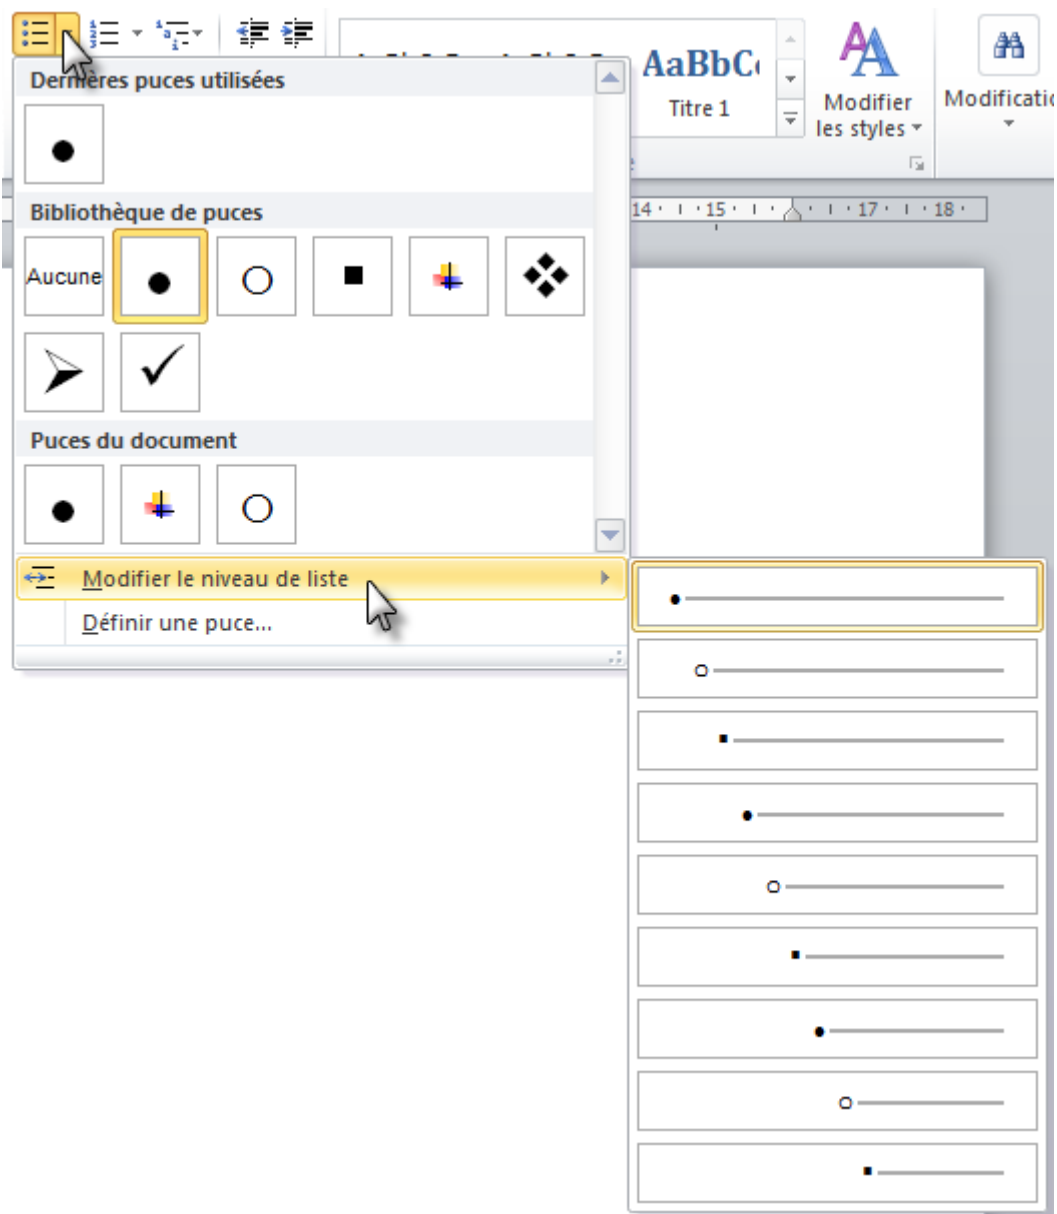 AaBbC
Titre 1
Modifier
les styles
Modificatio
Dernières puces utilisées
Bibliothèque de puces
14 15 17 18
Aucune
Puces du document
Modifier le niveau de liste
Définir une puce...